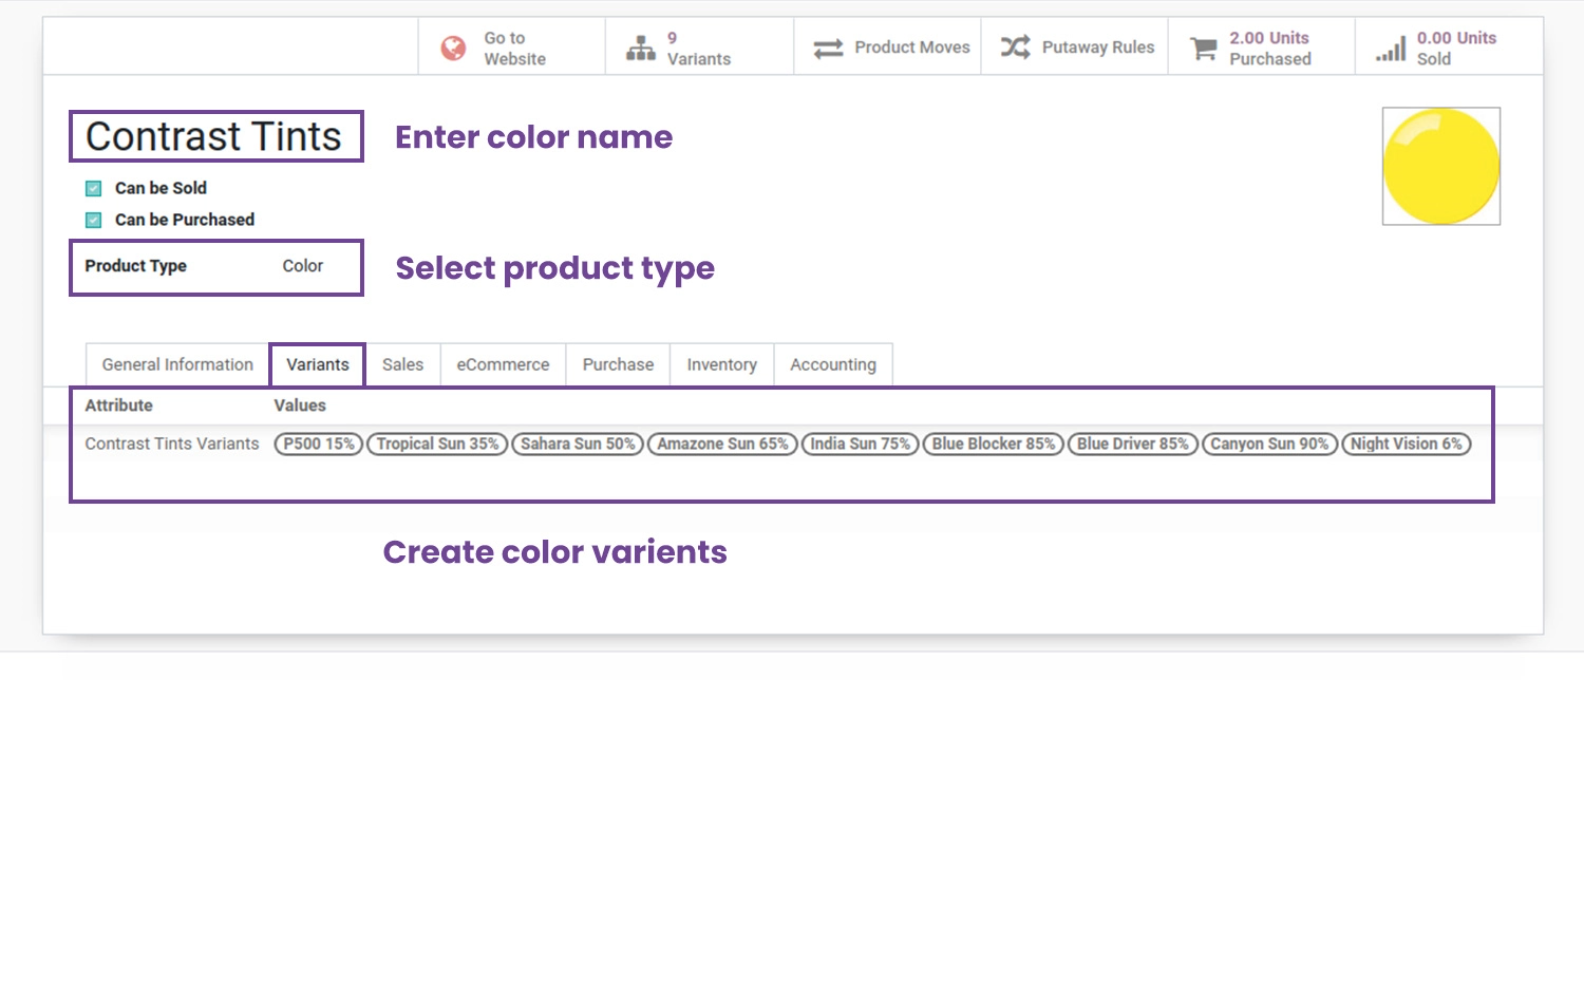 Go to
Website
9
Variants
Product Moves
Putaway Rules
2.00 Units
Purchased
0.00 Units
Sold
Contrast Tints
Enter color name
Can be Sold
Can be Purchased
Product Type Color
Select product type
General Information Variants Sales eCommerce Purchase Inventory Accounting
Attribute Values
Contrast Tints Variants P500 15% Tropical Sun 35% Sahara Sun 50% Amazone Sun 65% India Sun 75% Blue Blocker 85% Blue Driver 85% Canyon Sun 90% Night Vision 6%
Create color varients